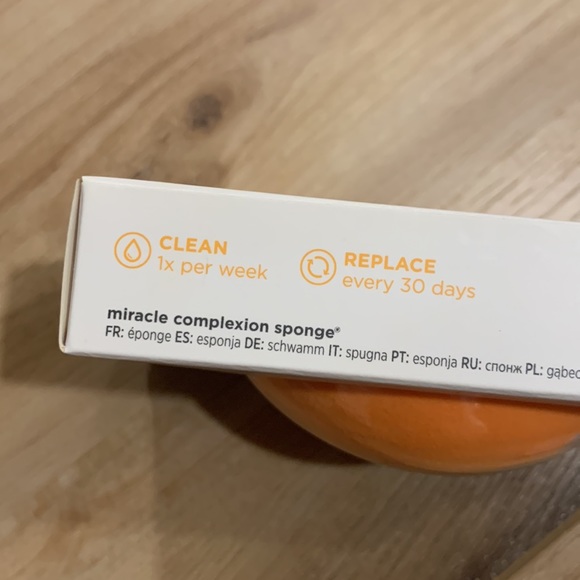 CLEAN
1x per week
REPLACE
every 30 days
miracle complexion sponge*
FR: éponge ES: esponja DE: schwamm IT: spugna PT: esponja RU: спонж PL: